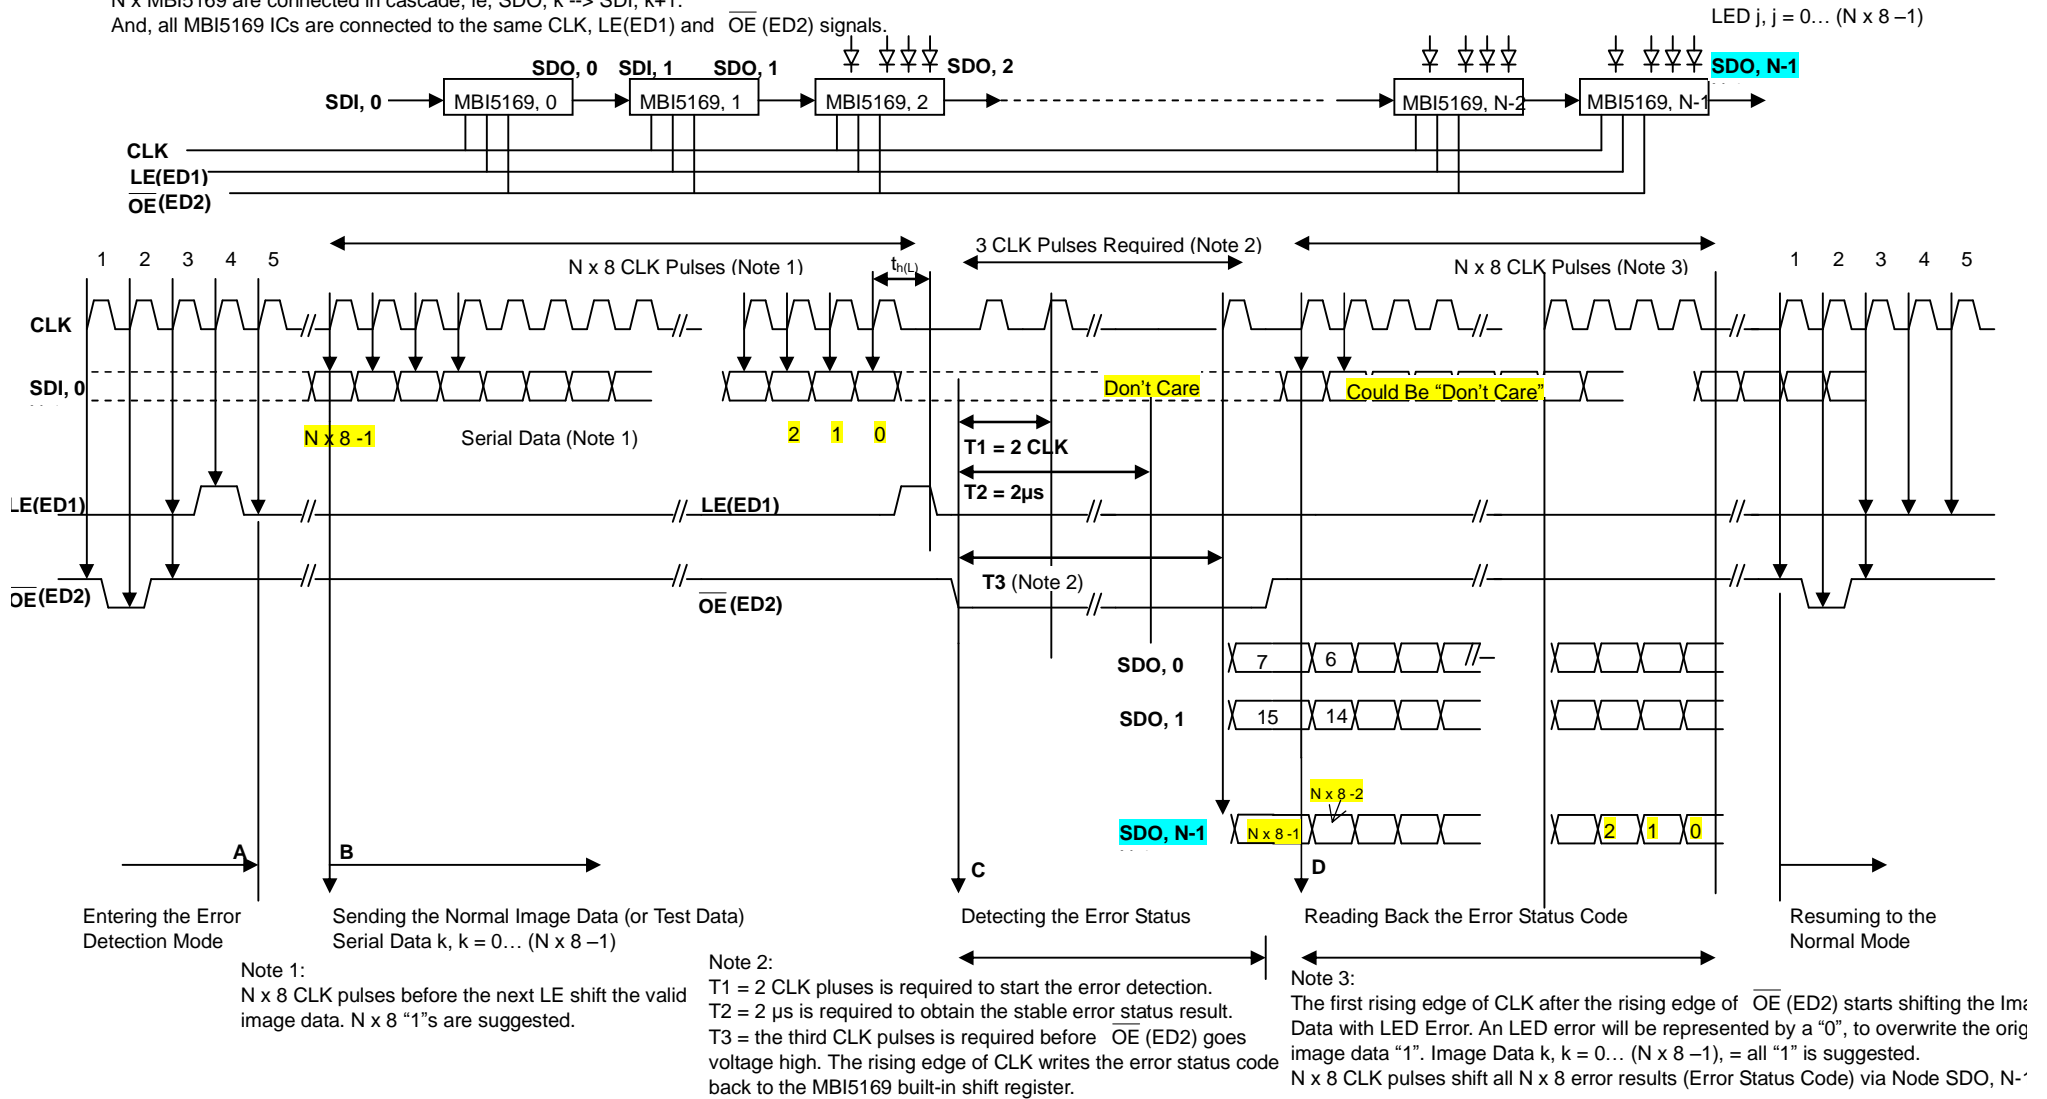 N x MBI5169 are connected in cascade, ie, SDO, k --> SDI, k+1.
And, all MBI5169 ICs are connected to the same CLK, LE(ED1) and OE (ED2) signals.
LED j, j = 0… (N x 8 –1)
SDO, 0 SDI, 1 SDO, 1 SDO, 2 SDO, N-1
SDI, 0 MBI5169, 0 MBI5169, 1 MBI5169, 2 MBI5169, N-2 MBI5169, N-1
CLK
LE(ED1)
OE(ED2)
1 2 3 4 5
N x 8 CLK Pulses (Note 1)
th(L)
3 CLK Pulses Required (Note 2)
N x 8 CLK Pulses (Note 3)
1 2 3 4 5
CLK
SDI, 0
Don't Care
Could Be “Don't Care”
N x 8 -1
Serial Data (Note 1)
2 1 0
T1 = 2 CLK
T2 = 2µs
LE(ED1)
LE(ED1)
T3 (Note 2)
OE(ED2)
OE(ED2)
SDO, 0 7 6
SDO, 1 15 14
N x 8 -2
SDO, N-1 N x 8 -1 2 1 0
A B C D
Entering the Error
Detection Mode
Sending the Normal Image Data (or Test Data)
Serial Data k, k = 0… (N x 8 –1)
Detecting the Error Status
Reading Back the Error Status Code
Resuming to the
Normal Mode
Note 1:
N x 8 CLK pulses before the next LE shift the valid
image data. N x 8 “1”s are suggested.
Note 2:
T1 = 2 CLK pluses is required to start the error detection.
T2 = 2 µs is required to obtain the stable error status result.
T3 = the third CLK pulses is required before OE (ED2) goes
voltage high. The rising edge of CLK writes the error status code
back to the MBI5169 built-in shift register.
Note 3:
The first rising edge of CLK after the rising edge of OE (ED2) starts shifting the Ima
Data with LED Error. An LED error will be represented by a “0”, to overwrite the orig
image data “1”. Image Data k, k = 0… (N x 8 –1), = all “1” is suggested.
N x 8 CLK pulses shift all N x 8 error results (Error Status Code) via Node SDO, N-1